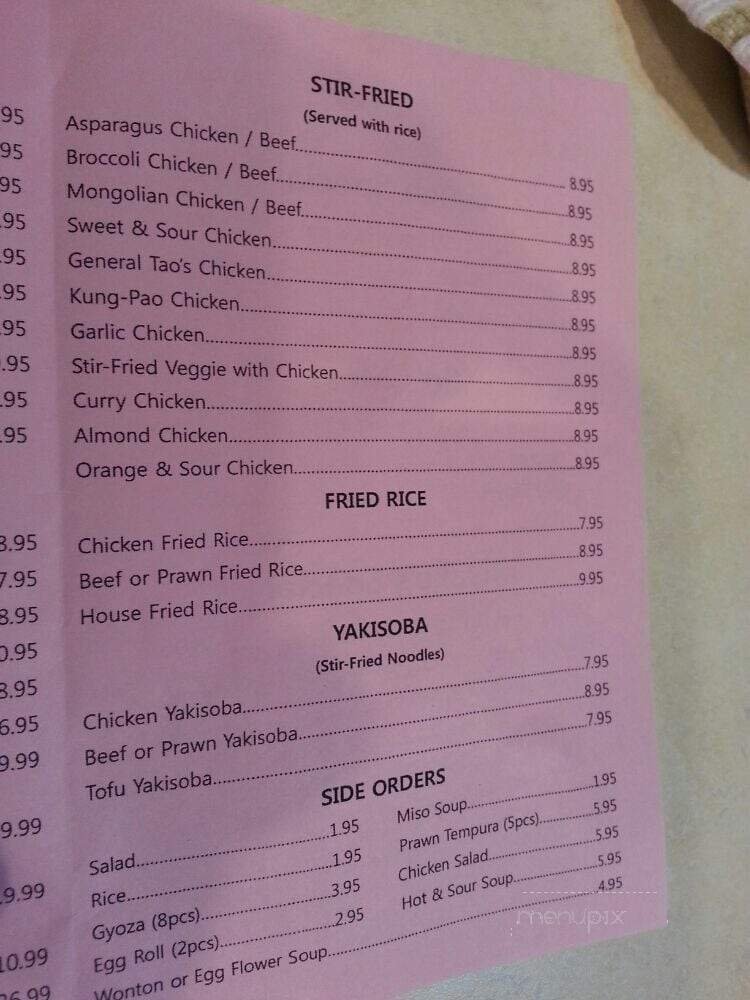 STIR-FRIED
(Served with rice)
Asparagus Chicken / Beef 8.95
Broccoli Chicken / Beef 8.95
Mongolian Chicken / Beef 8.95
Sweet & Sour Chicken 8.95
General Tao's Chicken 8.95
Kung-Pao Chicken 8.95
Garlic Chicken 8.95
Stir-Fried Veggie with Chicken 8.95
Curry Chicken 8.95
Almond Chicken 8.95
Orange & Sour Chicken 8.95
FRIED RICE
Chicken Fried Rice 7.95
Beef or Prawn Fried Rice 8.95
House Fried Rice 9.95
YAKISOBA
(Stir-Fried Noodles)
Chicken Yakisoba 7.95
Beef or Prawn Yakisoba 8.95
Tofu Yakisoba 7.95
SIDE ORDERS
Salad 1.95
Rice 1.95
Gyoza (8pcs) 3.95
Egg Roll (2pcs) 2.95
Miso Soup 1.95
Prawn Tempura (5pcs) 5.95
Chicken Salad 5.95
Hot & Sour Soup 5.95
Wonton or Egg Flower Soup 4.95
menupix